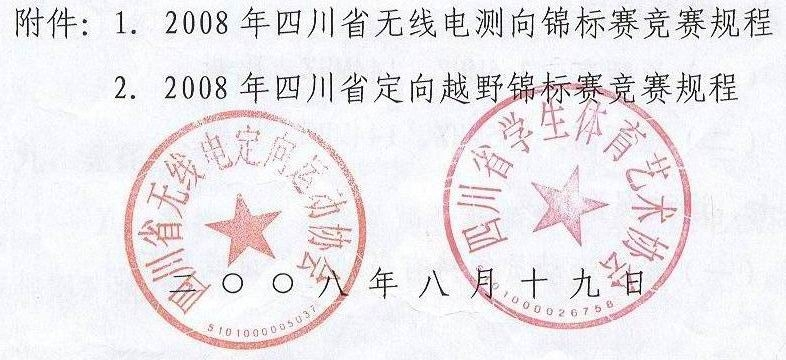 附件: 1. 2008年四川省无线电测向锦标赛竞赛规程
2. 2008年四川省定向越野锦标赛竞赛规程
四川省无线电定向运动协会
5101000005037
四川省学生体育艺术协会
5101000026758
二〇〇八年八月十九日